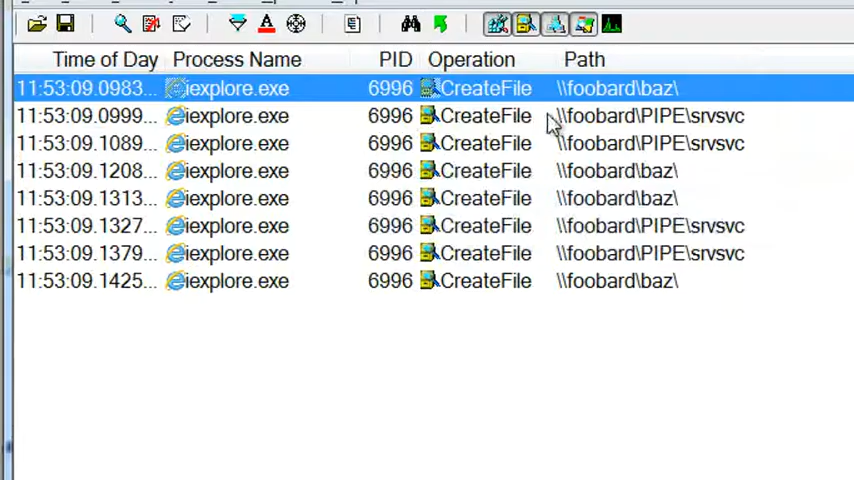 Time of Day Process Name PID Operation Path
11:53:09.0983... iexplore.exe 6996 CreateFile \\foobard\baz\
11:53:09.0999... iexplore.exe 6996 CreateFile \\foobard\PIPE\srvsvc
11:53:09.1089... iexplore.exe 6996 CreateFile \\foobard\PIPE\srvsvc
11:53:09.1208... iexplore.exe 6996 CreateFile \\foobard\baz\
11:53:09.1313... iexplore.exe 6996 CreateFile \\foobard\baz\
11:53:09.1327... iexplore.exe 6996 CreateFile \\foobard\PIPE\srvsvc
11:53:09.1379... iexplore.exe 6996 CreateFile \\foobard\PIPE\srvsvc
11:53:09.1425... iexplore.exe 6996 CreateFile \\foobard\baz\